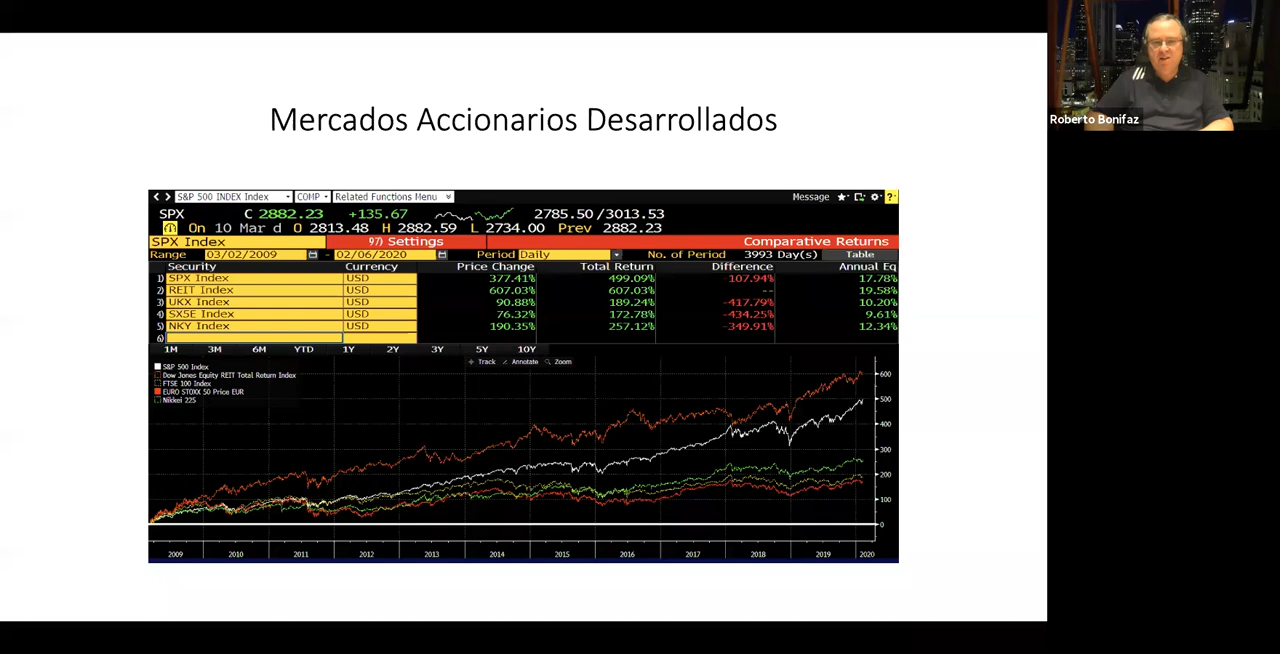 Mercados Accionarios Desarrollados
Roberto Bonifaz
S&P 500 INDEX Index COMP Related Functions Menu Message ?
SPX C 2882.23 +135.67 2785.50 /3013.53
On 10 Mar d O 2813.48 H 2882.59 L 2734.00 Prev 2882.23
SPX Index 97) Settings Comparative Returns
Range 03/02/2009 - 02/06/2020 Period Daily No. of Period 3993 Day(s) Table
Security Currency Price Change Total Return Difference Annual Eq
1) SPX Index USD 377.41% 499.09% -107.94% 17.78%
2) REIT Index USD 607.03% 607.03% -- 19.58%
3) UKX Index USD 90.88% 189.24% -417.79% 10.20%
4) SX5E Index USD 76.32% 172.78% -434.25% 9.61%
5) NKY Index USD 190.35% 257.12% -349.91% 12.34%
6)
1M 3M 6M YTD 1Y 2Y 3Y 5Y 10Y
Track Annotate Zoom
S&P 500 Index
Dow Jones Equity REIT Total Return Index
FTSE 100 Index
EURO STOXX 50 Price EUR
Nikkei 225
600
500
400
300
200
100
0
2009 2010 2011 2012 2013 2014 2015 2016 2017 2018 2019 2020